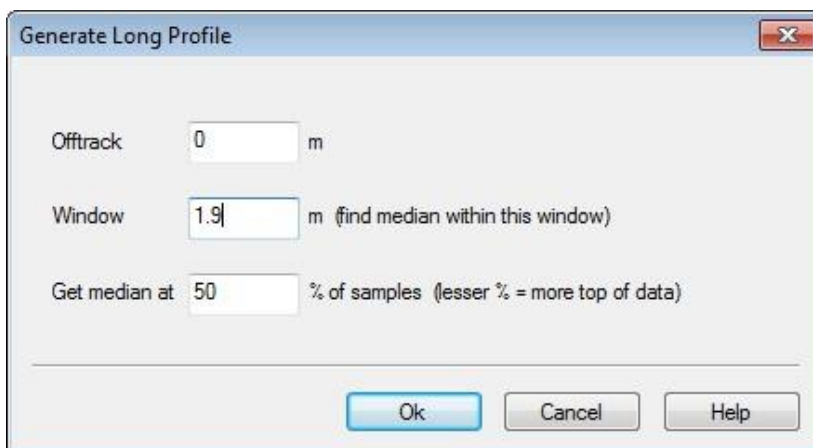 Generate Long Profile
Offtrack 0 m
Window 1.9 m (find median within this window)
Get median at 50 % of samples (lesser % = more top of data)
Ok Cancel Help